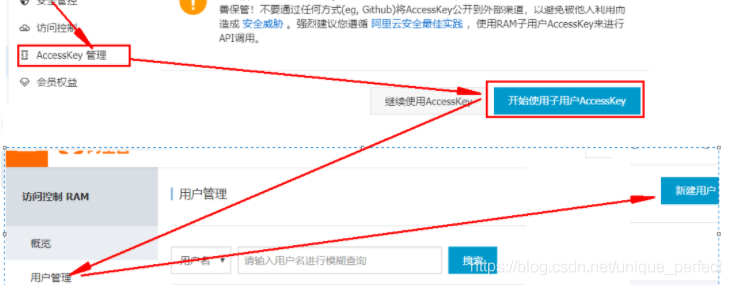 安全管控
善保管！不要通过任何方式(eg, Github)将AccessKey公开到外部渠道，以避免被他人利用而
造成 安全威胁 。强烈建议您遵循 阿里云安全最佳实践 ，使用RAM子用户AccessKey来进行
API调用。
访问控制
AccessKey 管理
会员权益
继续使用AccessKey
开始使用子用户AccessKey
访问控制 RAM
用户管理
新建用户
概览
用户名
请输入用户名进行模糊查询
搜索
用户管理
https://blog.csdn.net/unique_perfect